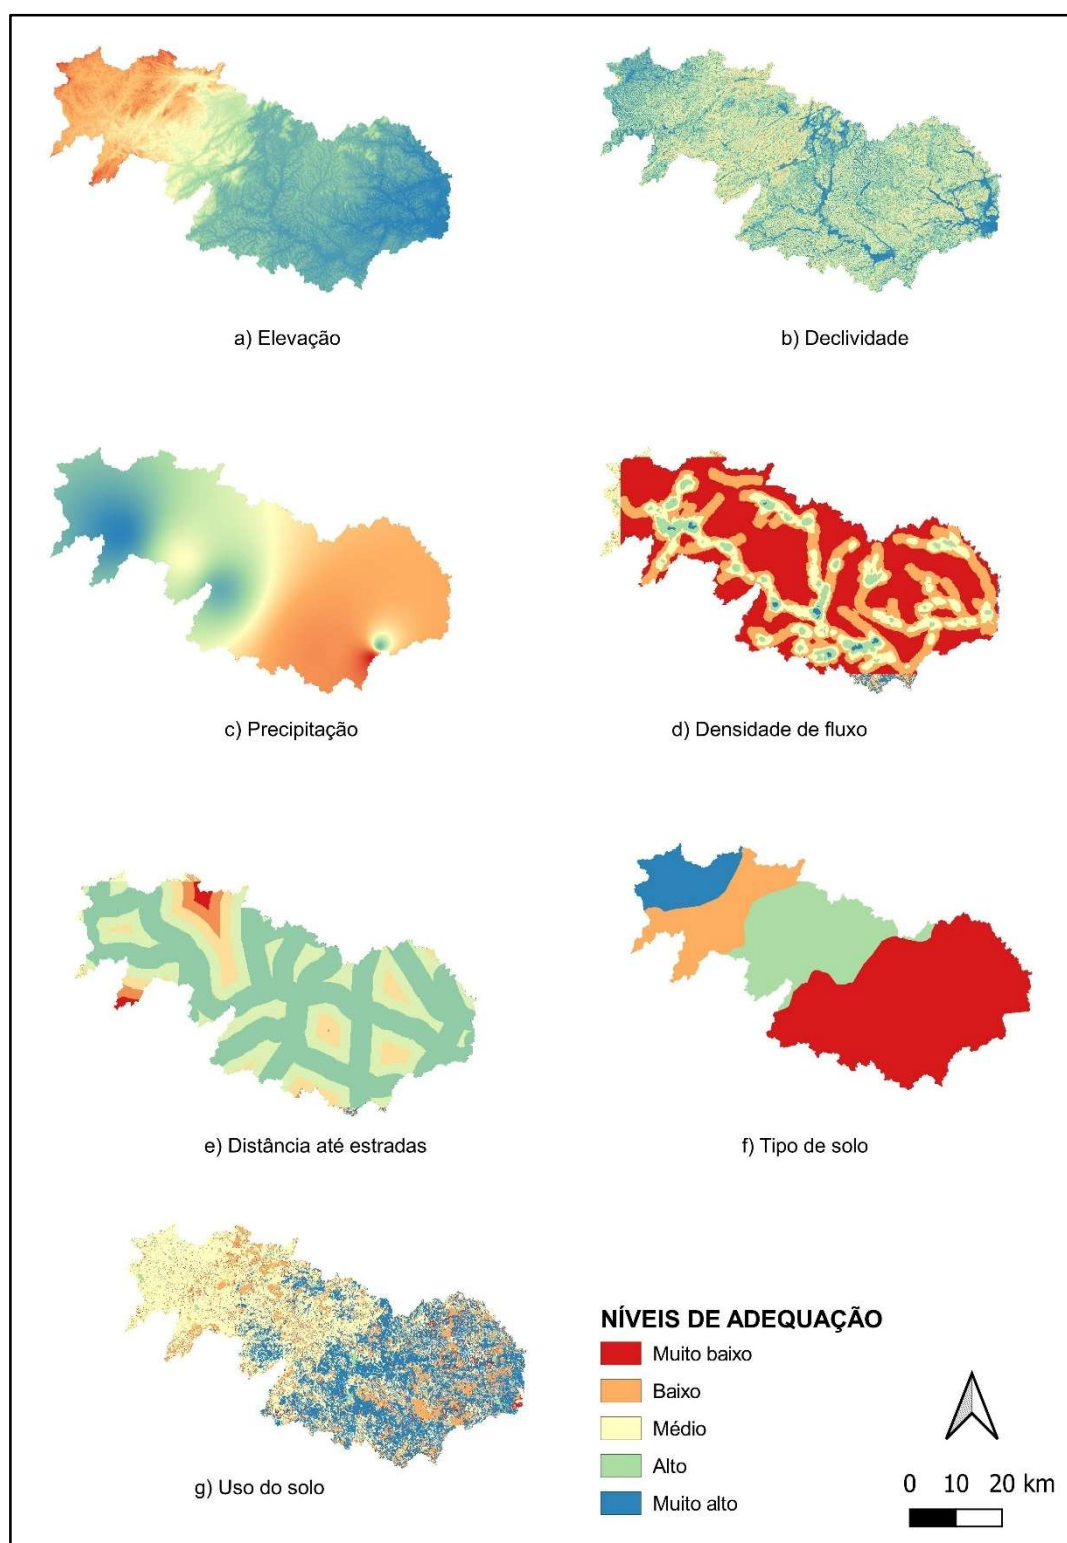 a) Elevação
b) Declividade
c) Precipitação
d) Densidade de fluxo
e) Distância até estradas
f) Tipo de solo
g) Uso do solo
NÍVEIS DE ADEQUAÇÃO
Muito baixo
Baixo
Médio
Alto
Muito alto
0 10 20 km